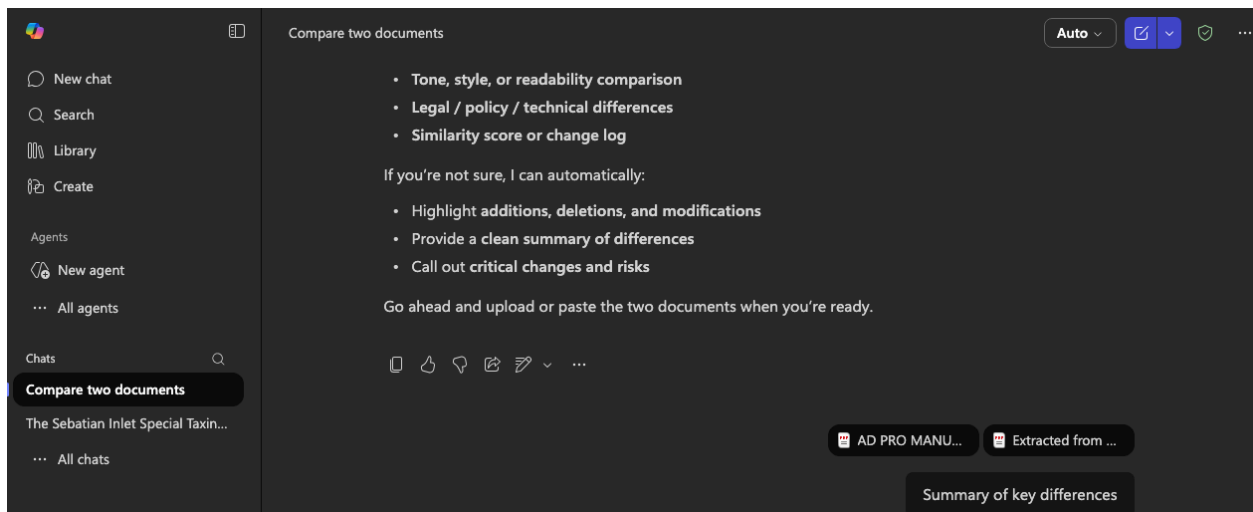 Compare two documents
Auto
New chat
Search
Library
Create
Agents
New agent
All agents
Chats
Compare two documents
The Sebatian Inlet Special Taxin...
All chats
• Tone, style, or readability comparison
• Legal / policy / technical differences
• Similarity score or change log
If you’re not sure, I can automatically:
• Highlight additions, deletions, and modifications
• Provide a clean summary of differences
• Call out critical changes and risks
Go ahead and upload or paste the two documents when you’re ready.
AD PRO MANU...
Extracted from ...
Summary of key differences